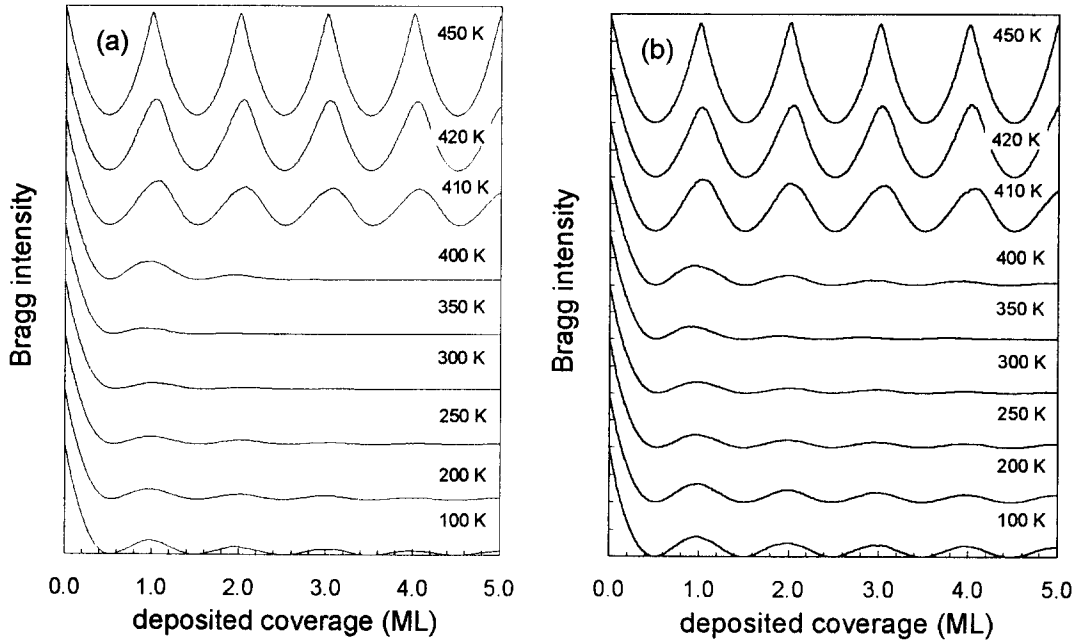 (a)
450 K
420 K
410 K
400 K
350 K
300 K
250 K
200 K
100 K
Bragg intensity
0.0 1.0 2.0 3.0 4.0 5.0
deposited coverage (ML)
(b)
450 K
420 K
410 K
400 K
350 K
300 K
250 K
200 K
100 K
Bragg intensity
0.0 1.0 2.0 3.0 4.0 5.0
deposited coverage (ML)